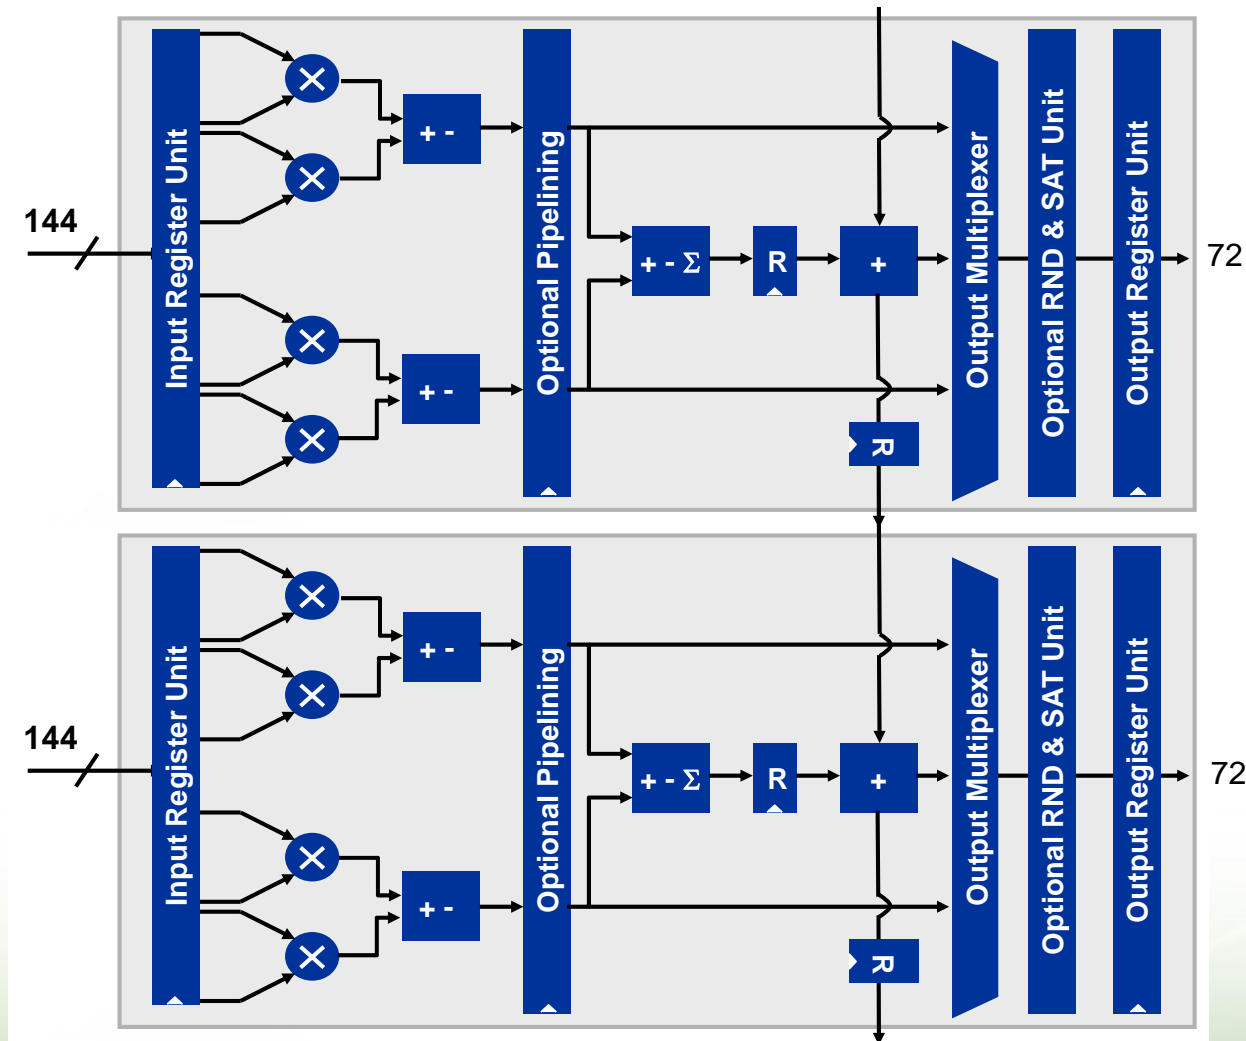 144
Input Register Unit
+ -
+ -
Optional Pipelining
+ - Σ
R
+
R
Output Multiplexer
Optional RND & SAT Unit
Output Register Unit
72
144
Input Register Unit
+ -
+ -
Optional Pipelining
+ - Σ
R
+
R
Output Multiplexer
Optional RND & SAT Unit
Output Register Unit
72